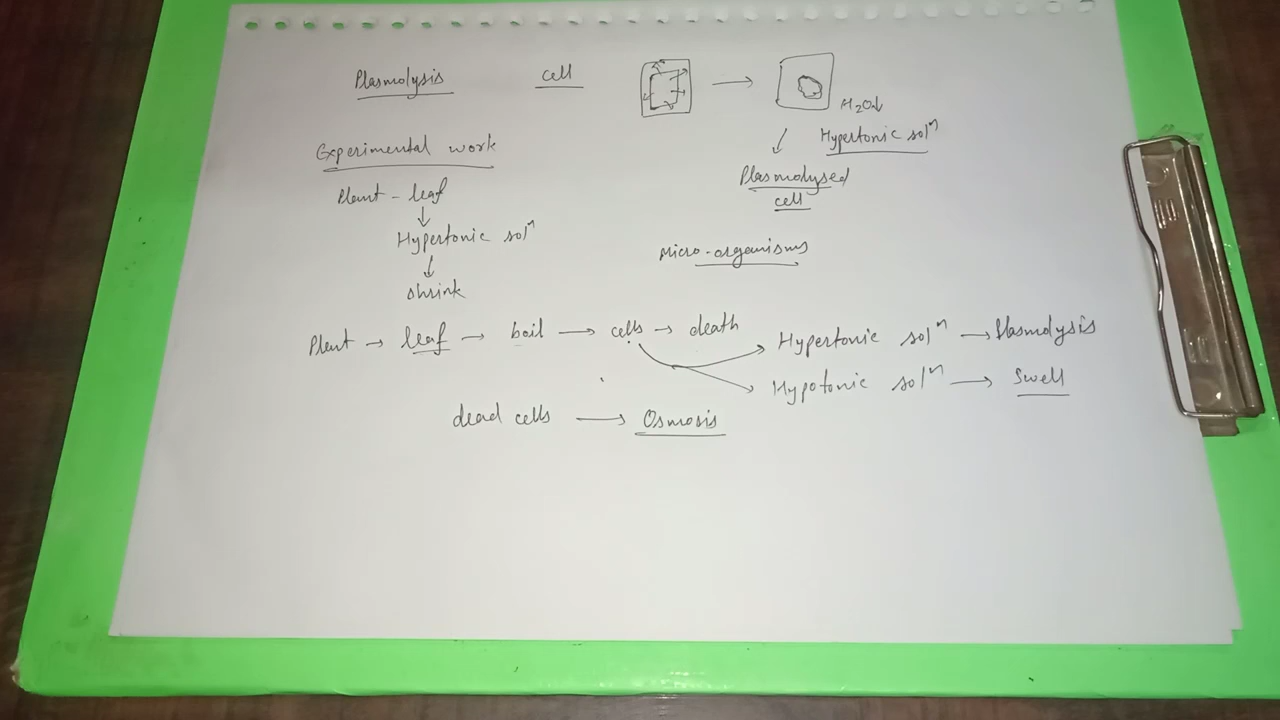 Plasmolysis cell
H₂O↓
Hypertonic solⁿ
Plasmolysed
cell
Experimental work
Plant - leaf
↓
Hypertonic solⁿ
↓
Shrink
Micro-organisms
Plant → leaf → boil → cells → death
Hypertonic solⁿ → Plasmolysis
Hypotonic solⁿ → Swell
dead cells → Osmosis